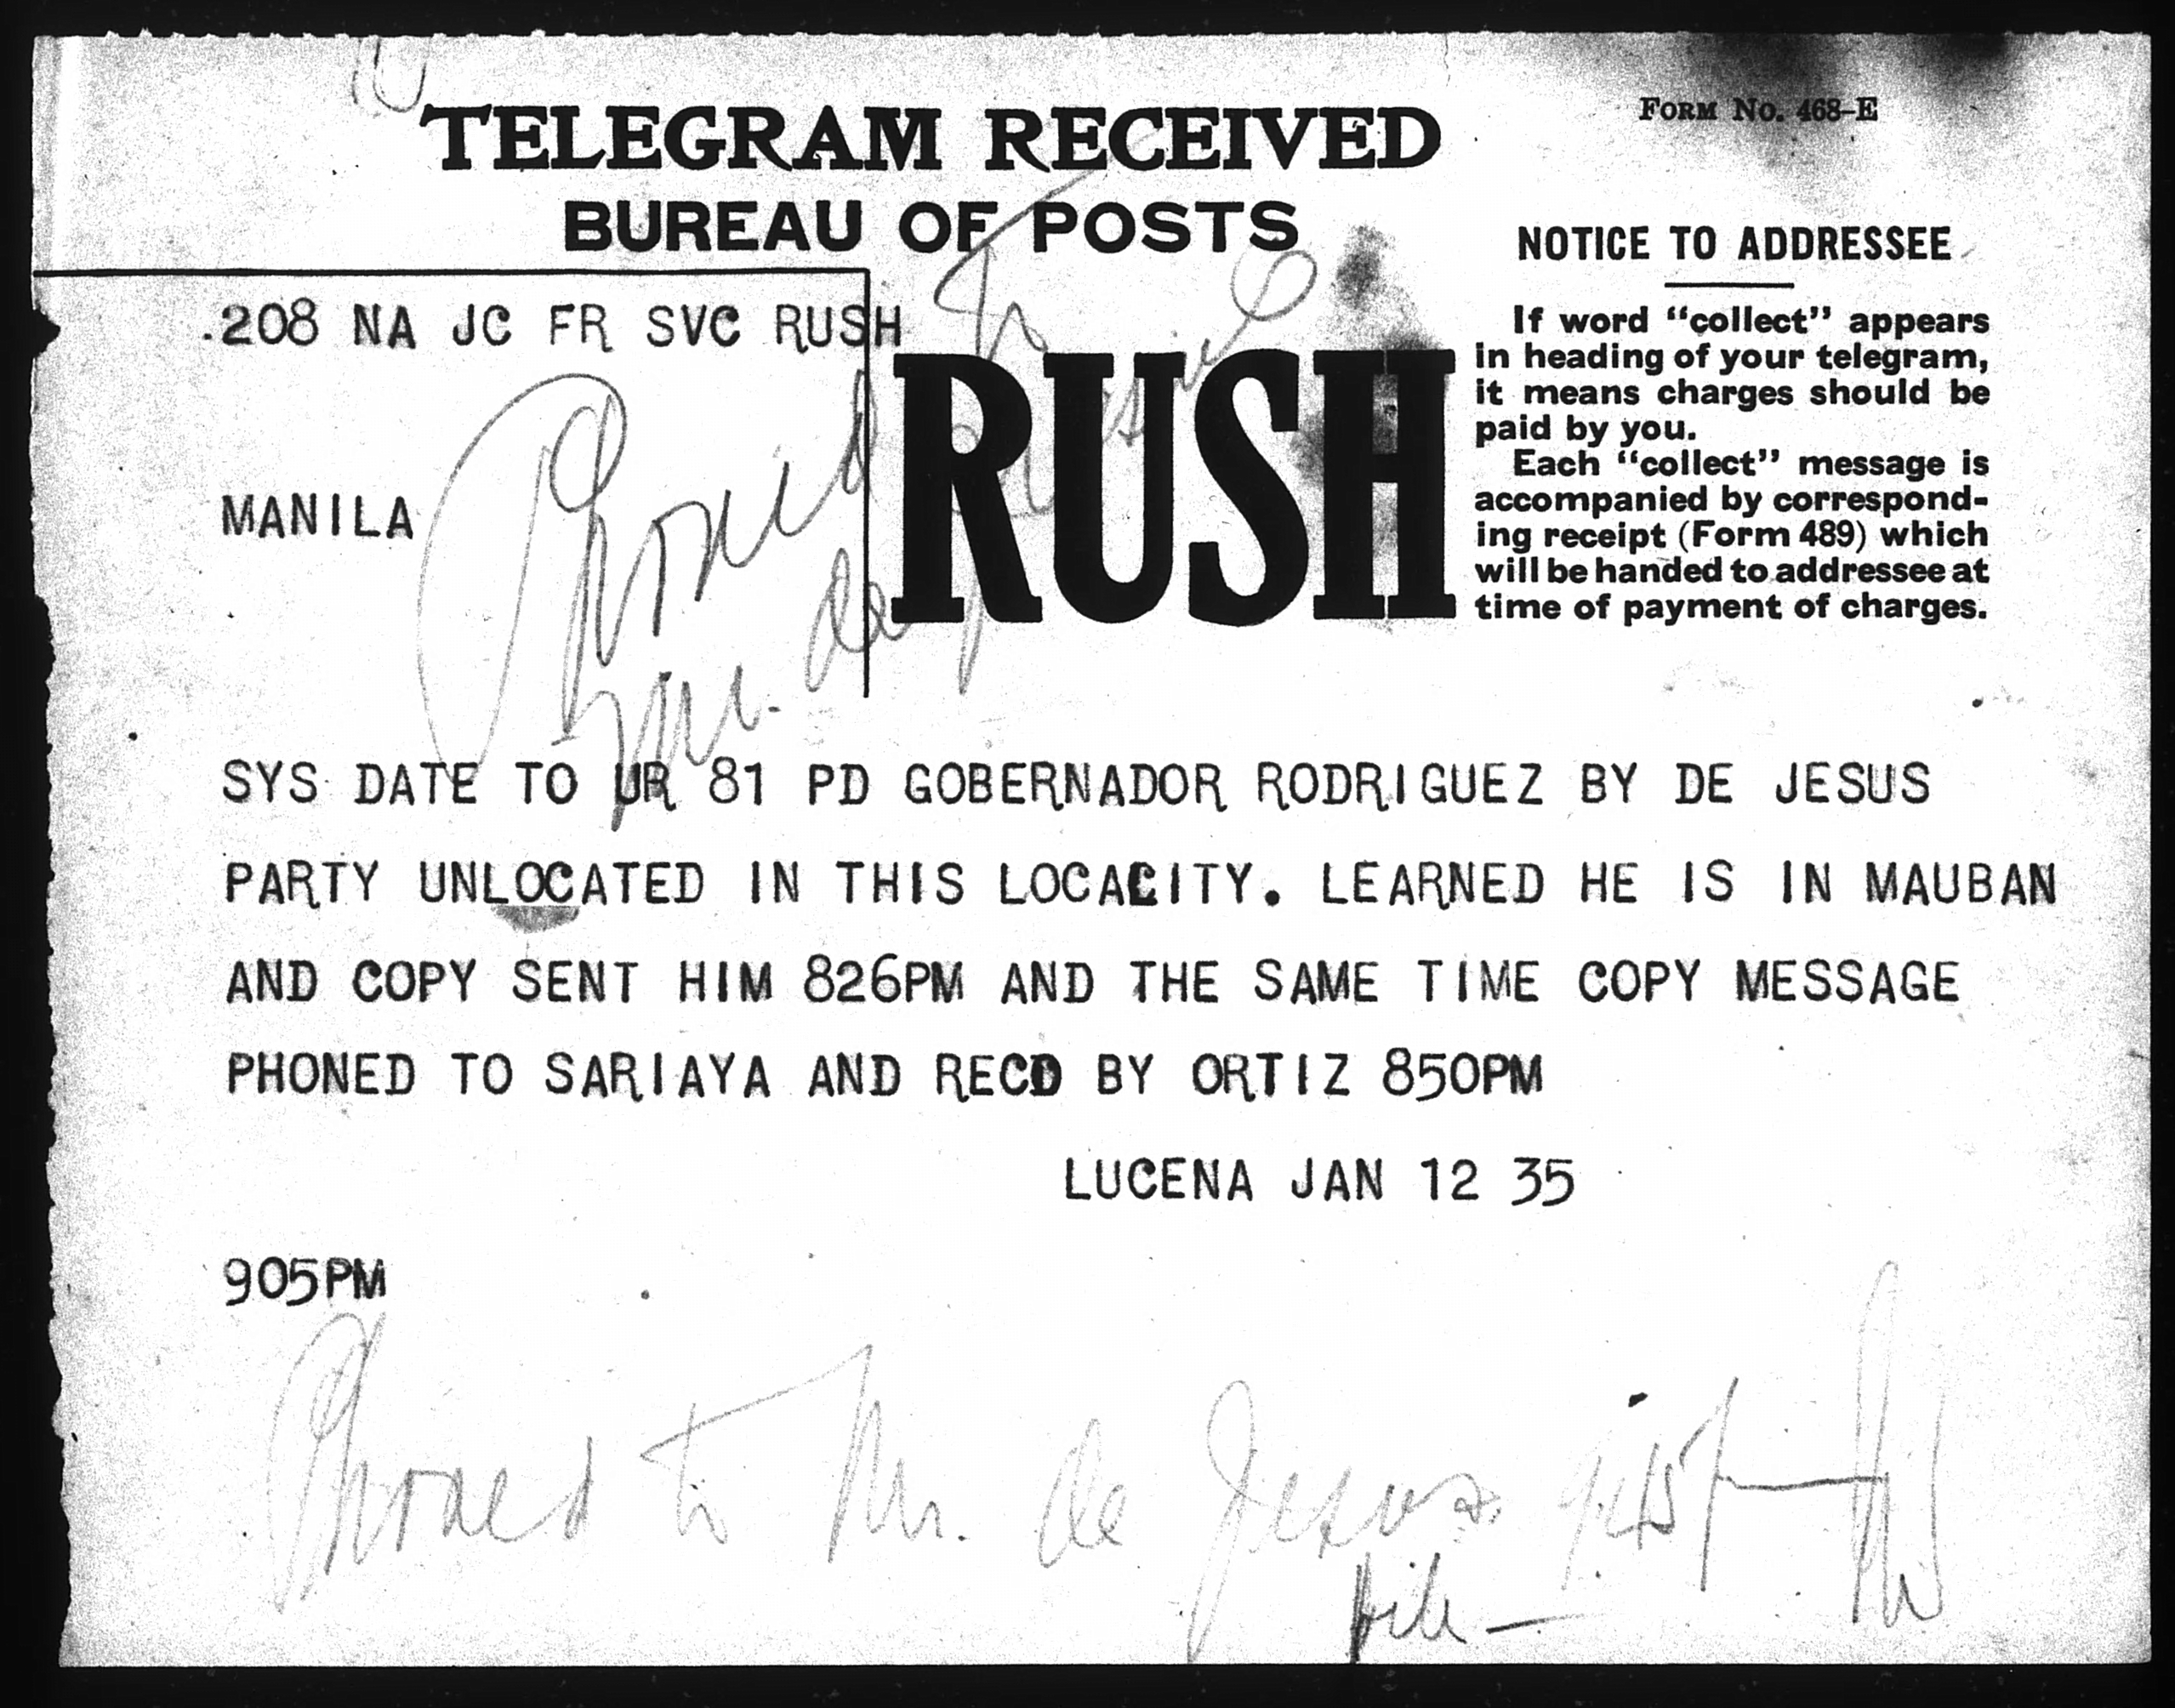 TELEGRAM RECEIVED
FORM NO. 468-E
BUREAU OF POSTS
NOTICE TO ADDRESSEE
.208 NA JC FR SVC RUSH
RUSH
If word “collect” appears
in heading of your telegram,
it means charges should be
paid by you.
Each “collect” message is
accompanied by correspond-
ing receipt (Form 489) which
will be handed to addressee at
time of payment of charges.
MANILA
Phoned to
Mr. de
SYS DATE TO UR 81 PD GOBERNADOR RODRIGUEZ BY DE JESUS
PARTY UNLOCATED IN THIS LOCALITY. LEARNED HE IS IN MAUBAN
AND COPY SENT HIM 826PM AND THE SAME TIME COPY MESSAGE
PHONED TO SARIAYA AND RECD BY ORTIZ 850PM
LUCENA JAN 12 35
905PM
Phoned to Mr. de Jesus
file